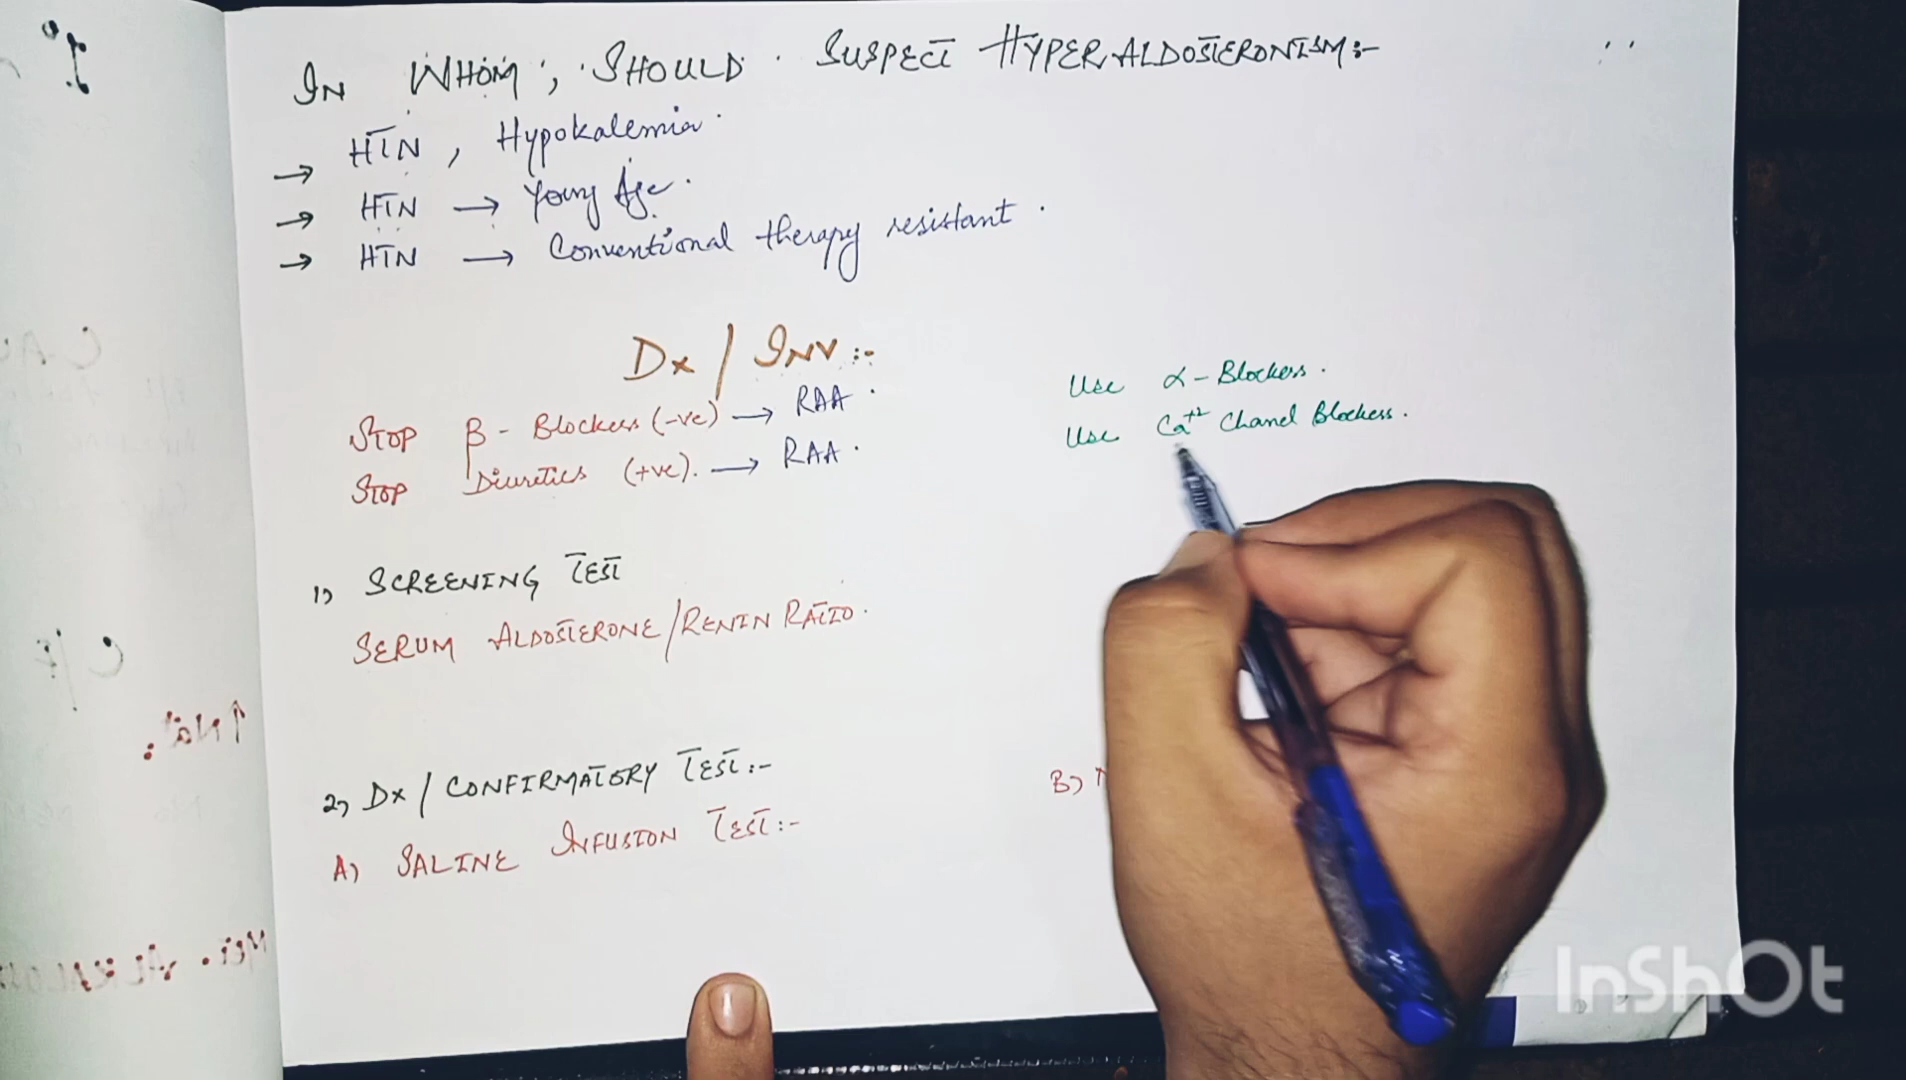 IN WHOM, SHOULD SUSPECT HYPERALDOSTERONISM:-
→ HTN, Hypokalemia.
→ HTN → Young Age.
→ HTN → Conventional therapy resistant.
Dx / INV:-
STOP β - Blockers (-ve) → RAA.
STOP Diuretics (+ve). → RAA.
Use α - Blockers.
Use Ca+2 Chanel Blockers.
1) SCREENING TEST
SERUM ALDOSTERONE/RENIN RATIO.
2) Dx / CONFIRMATORY TEST:-
A) SALINE INFUSION TEST:-
B)
InShOt